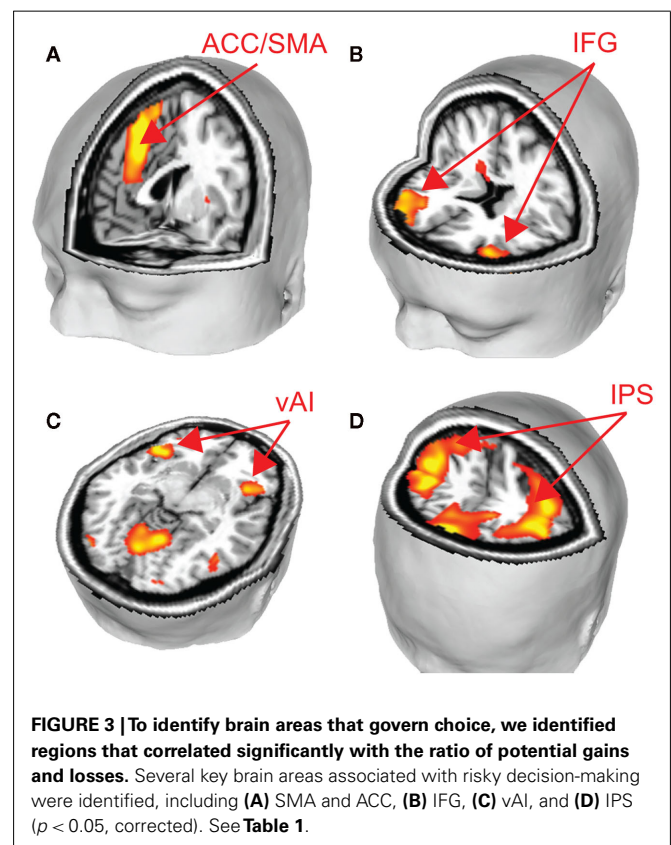 A
ACC/SMA
B
IFG
C
vAI
D
IPS
FIGURE 3 | To identify brain areas that govern choice, we identified
regions that correlated significantly with the ratio of potential gains
and losses. Several key brain areas associated with risky decision-making
were identified, including (A) SMA and ACC, (B) IFG, (C) vAI, and (D) IPS
(p < 0.05, corrected). See Table 1.